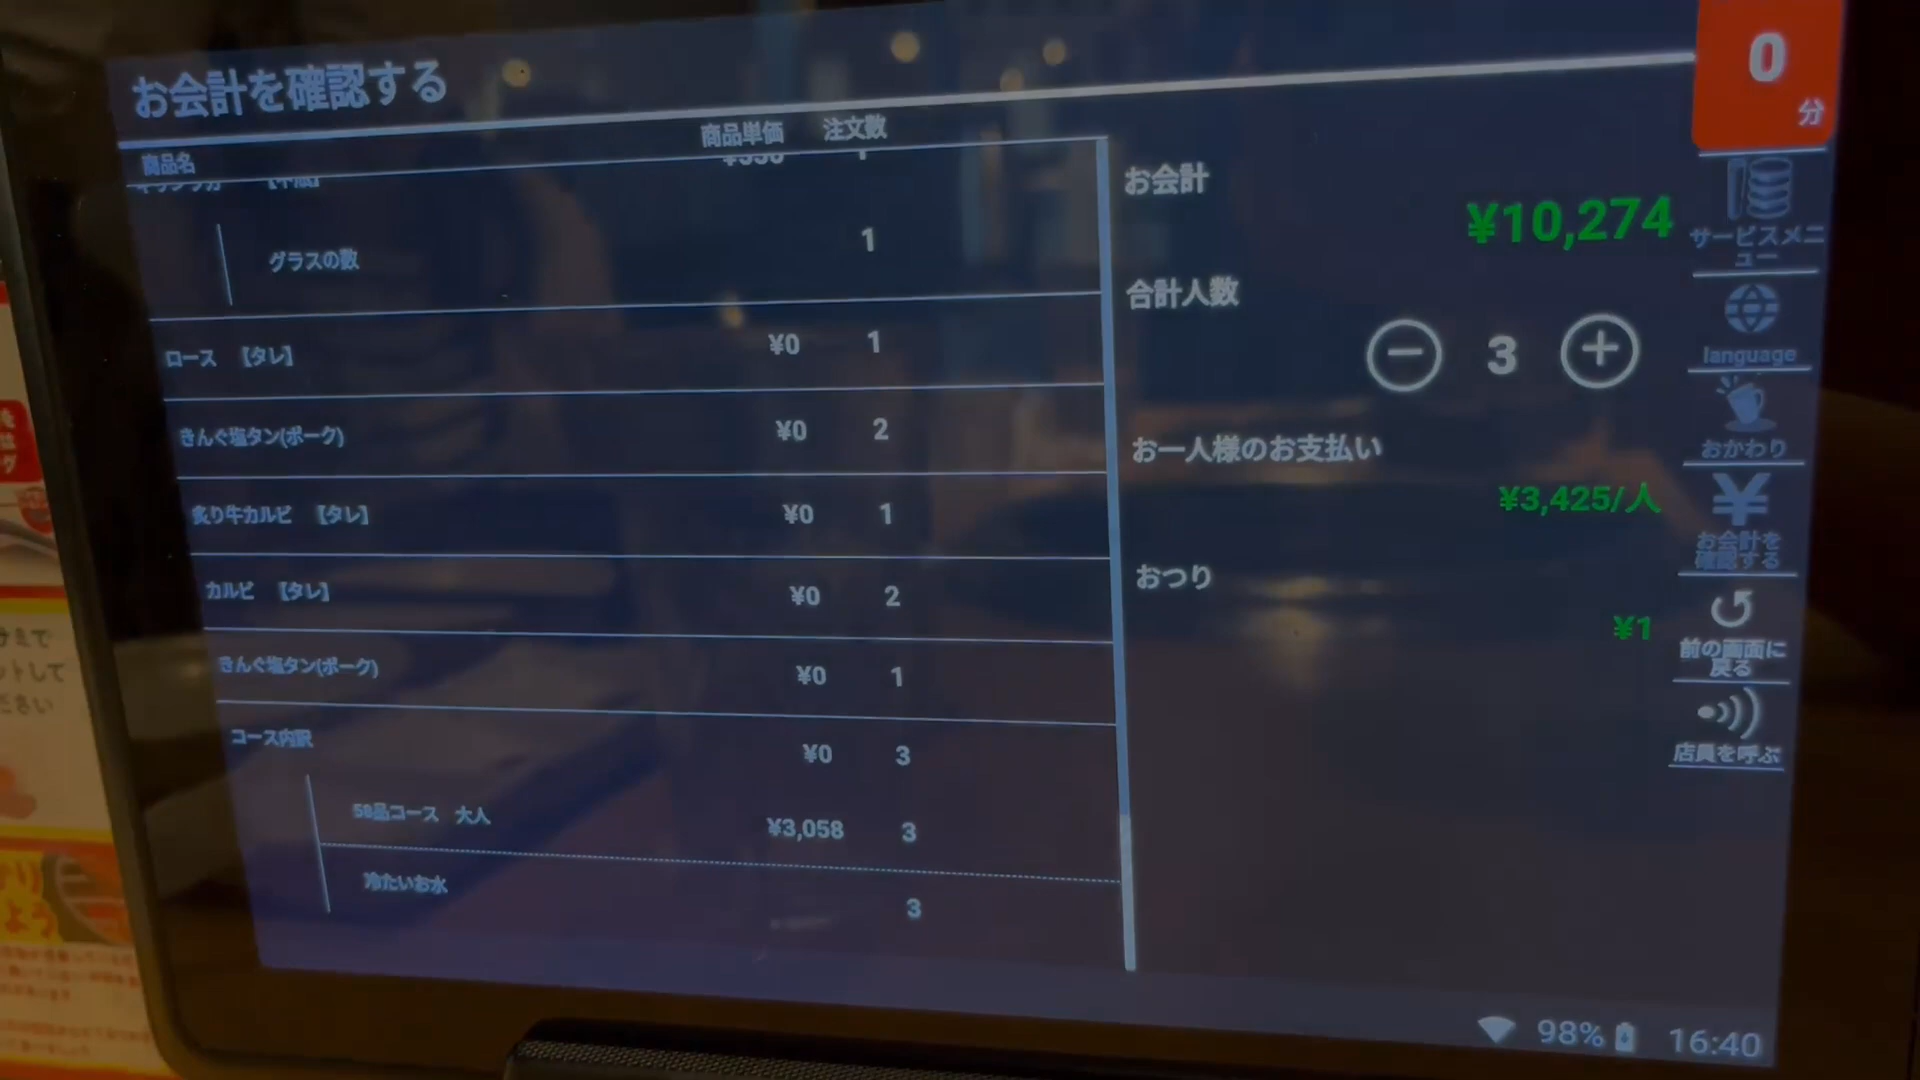 お会計を確認する
商品名 商品単価 注文数
グラスの数 1
ロース 【タレ】 ¥0 1
きんぐ塩タン(ポーク) ¥0 2
炙り牛カルビ 【タレ】 ¥0 1
カルビ 【タレ】 ¥0 2
きんぐ塩タン(ポーク) ¥0 1
コース内訳 ¥0 3
58品コース 大人 ¥3,058 3
冷たいお水 3
お会計
¥10,274
合計人数
3
お一人様のお支払い
¥3,425/人
おつり
¥1
0
分
サービスメニ
ュー
language
おかわり
お会計を
確認する
前の画面に
戻る
店員を呼ぶ
98% 16:40